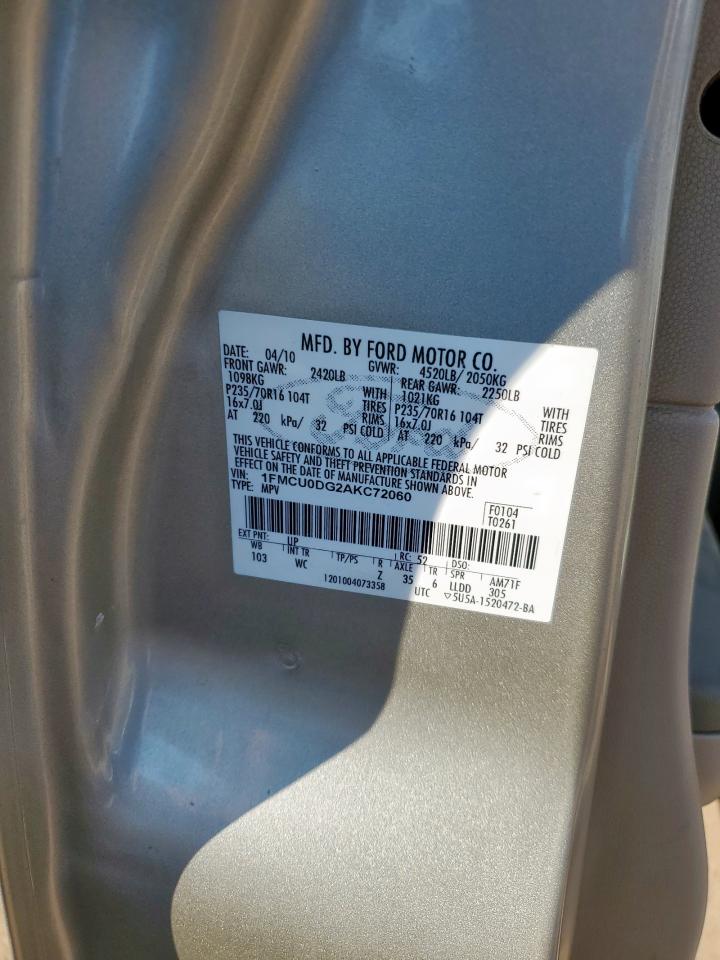 MFD. BY FORD MOTOR CO.
DATE: 04/10 GVWR: 4520LB/ 2050KG
FRONT GAWR: 2420LB REAR GAWR: 2250LB
1098KG WITH 1021KG WITH
P235/70R16 104T TIRES P235/70R16 104T TIRES
16x7.0J RIMS 16x7.0J RIMS
AT 220 kPa/ 32 PSI COLD AT 220 kPa/ 32 PSI COLD
THIS VEHICLE CONFORMS TO ALL APPLICABLE FEDERAL MOTOR
VEHICLE SAFETY AND THEFT PREVENTION STANDARDS IN
EFFECT ON THE DATE OF MANUFACTURE SHOWN ABOVE.
VIN: 1FMCU0DG2AKC72060
TYPE: MPV
F0104
T0261
EXT PNT: UP RC: 52 DSO:
WB INT TR TP/PS R AXLE TR SPR AM71F
103 WC Z 35 6 LLDD 305
1201004073358 UTC ▽5U5A-1520472-BA